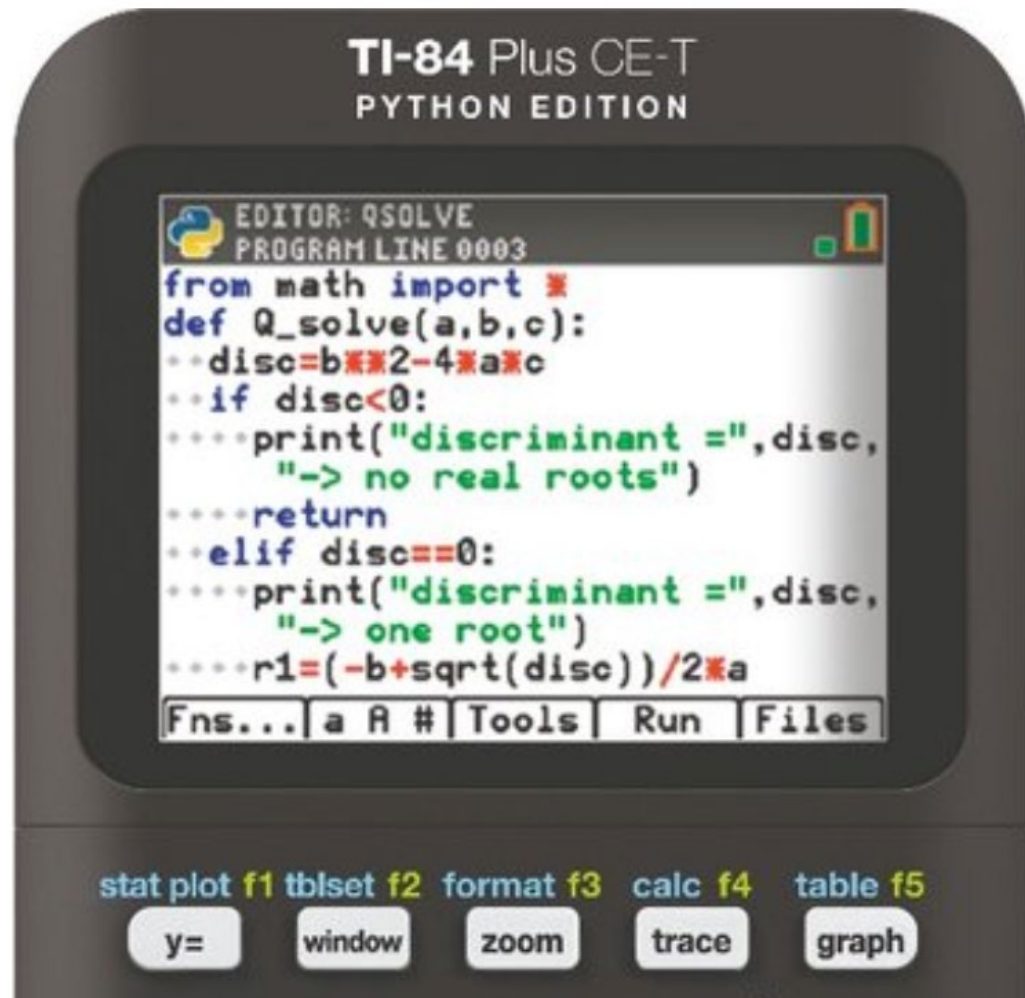 TI-84 Plus CE-T
PYTHON EDITION
EDITOR: QSOLVE
PROGRAM LINE 0003
from math import *
def Q_solve(a,b,c):
··disc=b**2-4*a*c
··if disc<0:
····print("discriminant =",disc,
"-> no real roots")
····return
··elif disc==0:
····print("discriminant =",disc,
"-> one root")
····r1=(-b+sqrt(disc))/2*a
Fns... a A # Tools Run Files
stat plot f1 tblset f2 format f3 calc f4 table f5
y= window zoom trace graph